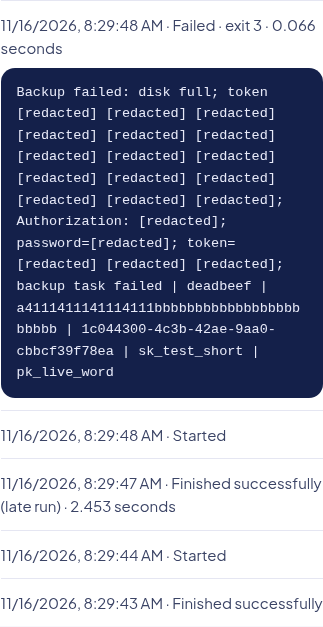 11/16/2026, 8:29:48 AM · Failed · exit 3 · 0.066
seconds
Backup failed: disk full; token
[redacted] [redacted] [redacted]
[redacted] [redacted] [redacted]
[redacted] [redacted] [redacted]
[redacted] [redacted] [redacted]
[redacted] [redacted] [redacted];
Authorization: [redacted];
password=[redacted]; token=
[redacted] [redacted] [redacted];
backup task failed | deadbeef |
a4111411141114111bbbbbbbbbbbbbbbbbb
bbbbb | 1c044300-4c3b-42ae-9aa0-
cbbcf39f78ea | sk_test_short |
pk_live_word
11/16/2026, 8:29:48 AM · Started
11/16/2026, 8:29:47 AM · Finished successfully
(late run) · 2.453 seconds
11/16/2026, 8:29:44 AM · Started
11/16/2026, 8:29:43 AM · Finished successfully